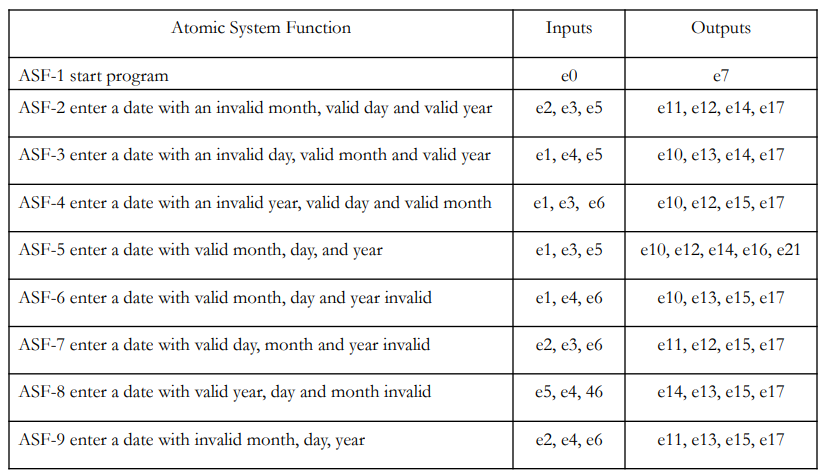 Atomic System Function Inputs Outputs
ASF-1 start program e0 e7
ASF-2 enter a date with an invalid month, valid day and valid year e2, e3, e5 e11, e12, e14, e17
ASF-3 enter a date with an invalid day, valid month and valid year e1, e4, e5 e10, e13, e14, e17
ASF-4 enter a date with an invalid year, valid day and valid month e1, e3, e6 e10, e12, e15, e17
ASF-5 enter a date with valid month, day, and year e1, e3, e5 e10, e12, e14, e16, e21
ASF-6 enter a date with valid month, day and year invalid e1, e4, e6 e10, e13, e15, e17
ASF-7 enter a date with valid day, month and year invalid e2, e3, e6 e11, e12, e15, e17
ASF-8 enter a date with valid year, day and month invalid e5, e4, 46 e14, e13, e15, e17
ASF-9 enter a date with invalid month, day, year e2, e4, e6 e11, e13, e15, e17